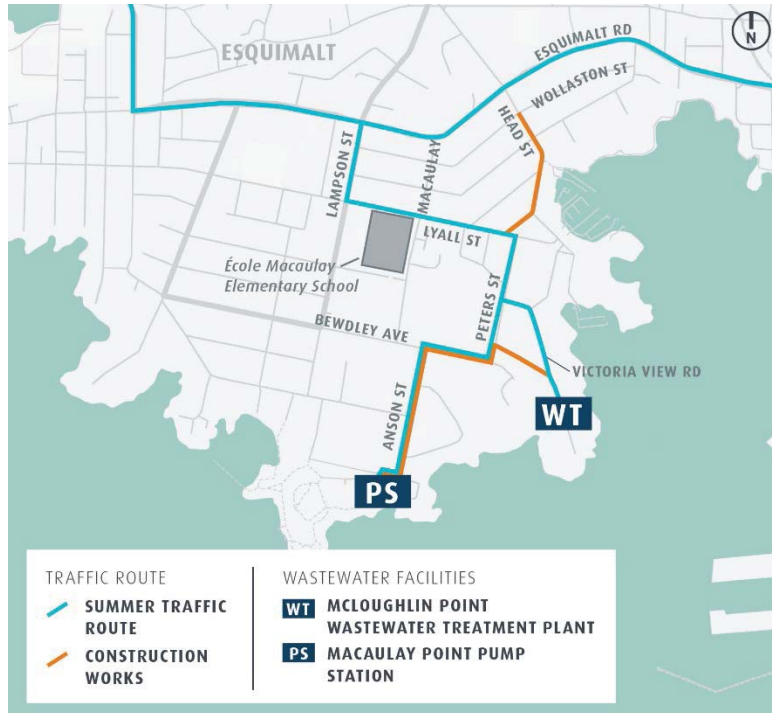 ESQUIMALT
ESQUIMALT RD
WOLLASTON ST
HEAD ST
N
LAMPSON ST
MACAULAY
LYALL ST
École Macaulay
Elementary School
PETERS ST
BEWDLEY AVE
VICTORIA VIEW RD
ANSON ST
WT
PS
TRAFFIC ROUTE
SUMMER TRAFFIC
ROUTE
CONSTRUCTION
WORKS
WASTEWATER FACILITIES
WT MCLOUGHLIN POINT
WASTEWATER TREATMENT PLANT
PS MACAULAY POINT PUMP
STATION